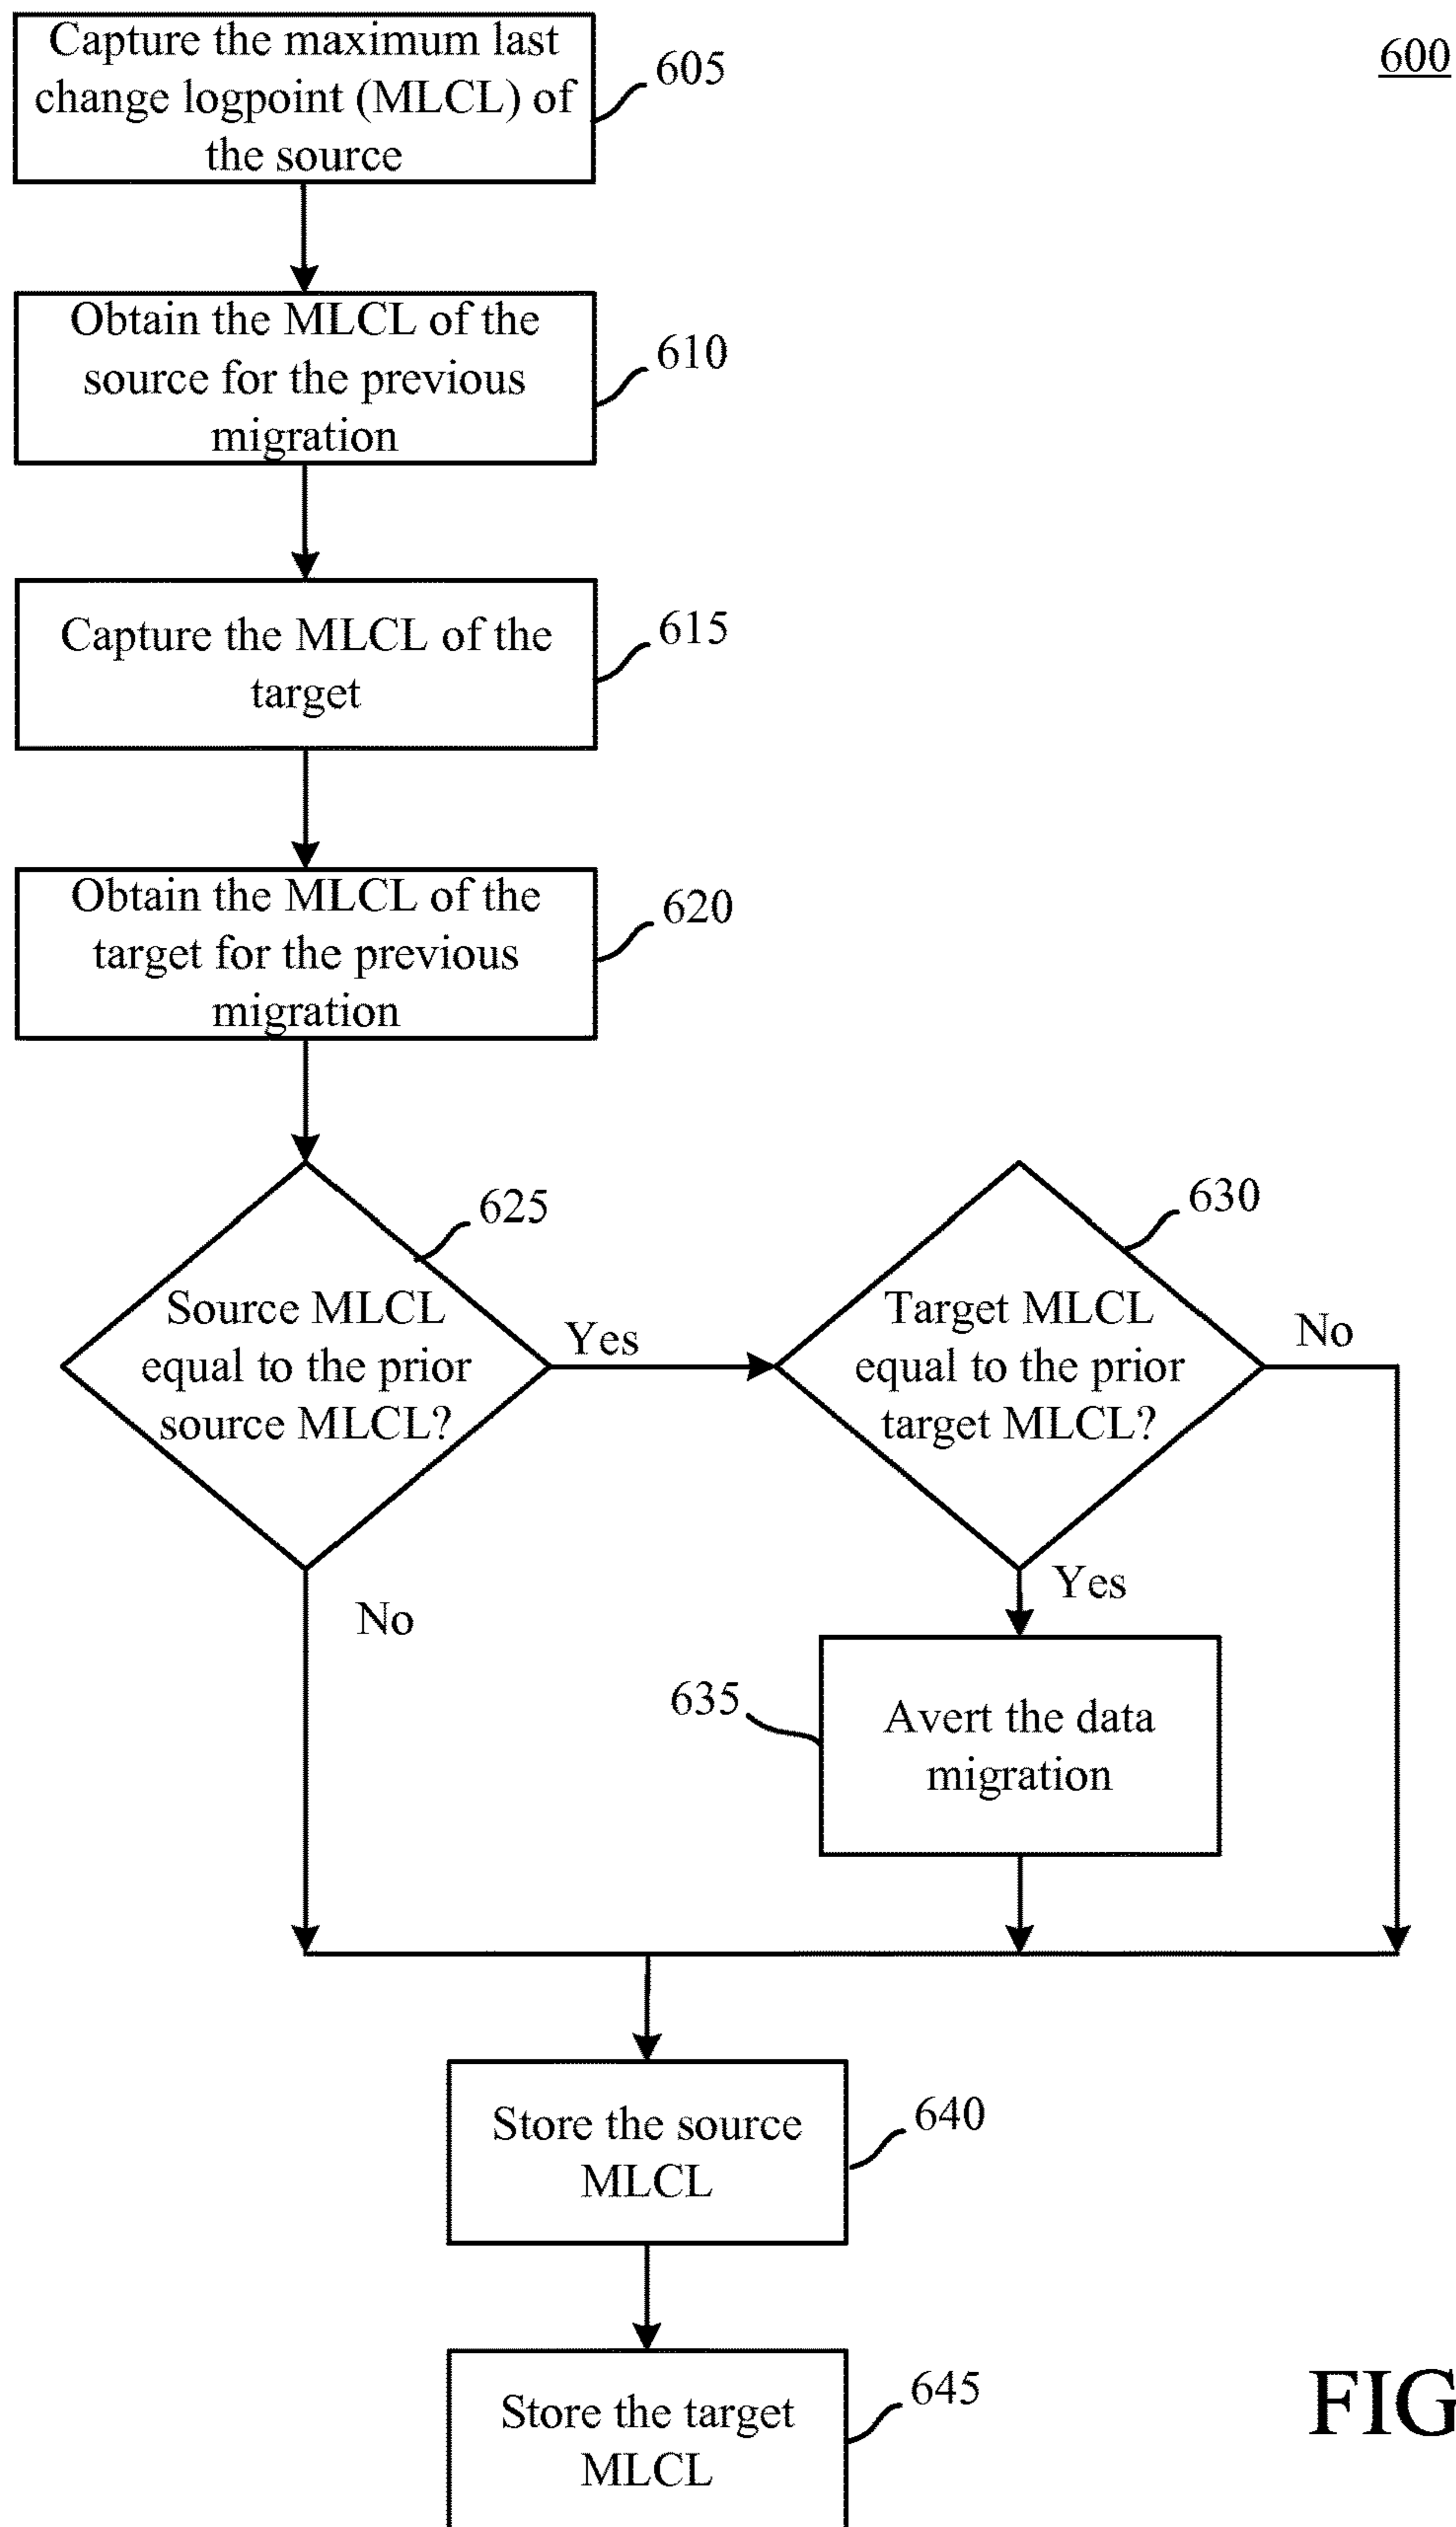 600
Capture the maximum last
change logpoint (MLCL) of
the source
605
Obtain the MLCL of the
source for the previous
migration
610
Capture the MLCL of the
target
615
Obtain the MLCL of the
target for the previous
migration
620
625
Source MLCL
equal to the prior
source MLCL?
Yes
No
630
Target MLCL
equal to the prior
target MLCL?
No
Yes
635
Avert the data
migration
Store the source
MLCL
640
Store the target
MLCL
645
FIG